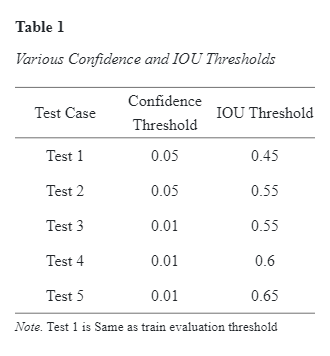 Table 1
Various Confidence and IOU Thresholds
Test Case Confidence Threshold IOU Threshold
Test 1 0.05 0.45
Test 2 0.05 0.55
Test 3 0.01 0.55
Test 4 0.01 0.6
Test 5 0.01 0.65
Note. Test 1 is Same as train evaluation threshold